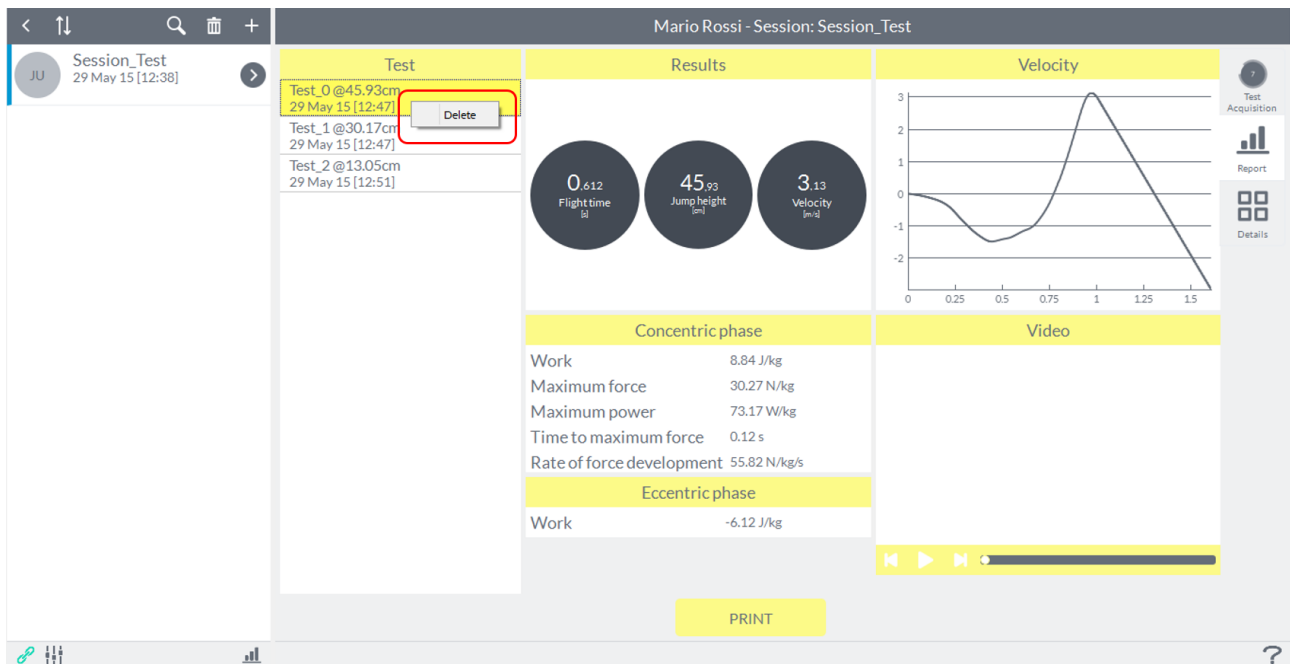 Mario Rossi - Session: Session_Test
JU
Session_Test
29 May 15 [12:38]
Test
Test_0 @45.93cm
29 May 15 [12:47]
Delete
Test_1 @30.17cm
29 May 15 [12:47]
Test_2 @13.05cm
29 May 15 [12:51]
Results
0,612
Flight time
[s]
45,93
Jump height
[cm]
3,13
Velocity
[m/s]
Concentric phase
Work 8.84 J/kg
Maximum force 30.27 N/kg
Maximum power 73.17 W/kg
Time to maximum force 0.12 s
Rate of force development 55.82 N/kg/s
Eccentric phase
Work -6.12 J/kg
Velocity
3
2
1
0
-1
-2
0 0.25 0.5 0.75 1 1.25 1.5
Video
?
Test
Acquisition
Report
Details
PRINT
?